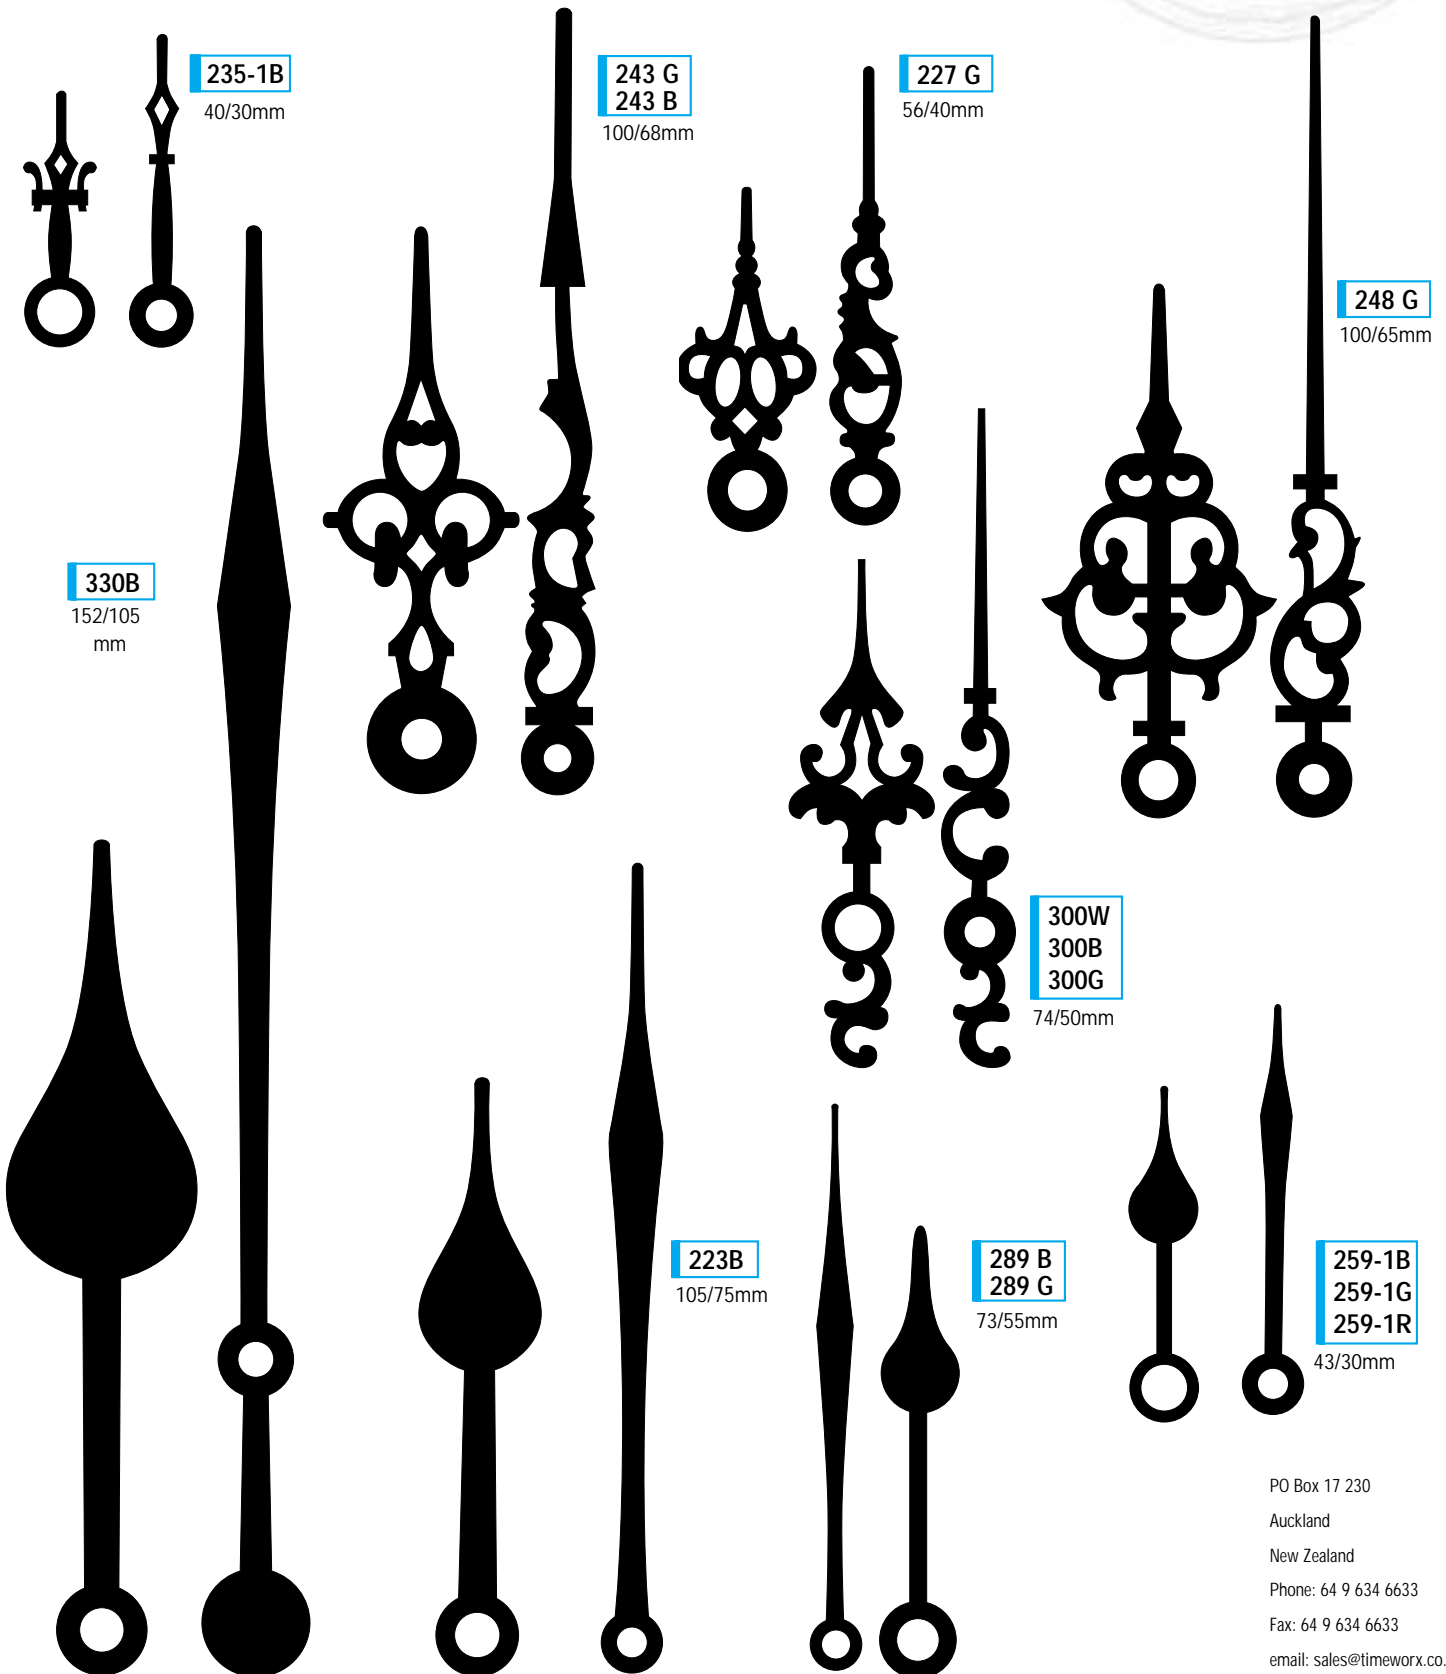 235-1B
40/30mm
243 G
243 B
100/68mm
227 G
56/40mm
248 G
100/65mm
330B
152/105
mm
300W
300B
300G
74/50mm
223B
105/75mm
289 B
289 G
73/55mm
259-1B
259-1G
259-1R
43/30mm
PO Box 17 230
Auckland
New Zealand
Phone: 64 9 634 6633
Fax: 64 9 634 6633
email: sales@timeworx.co.